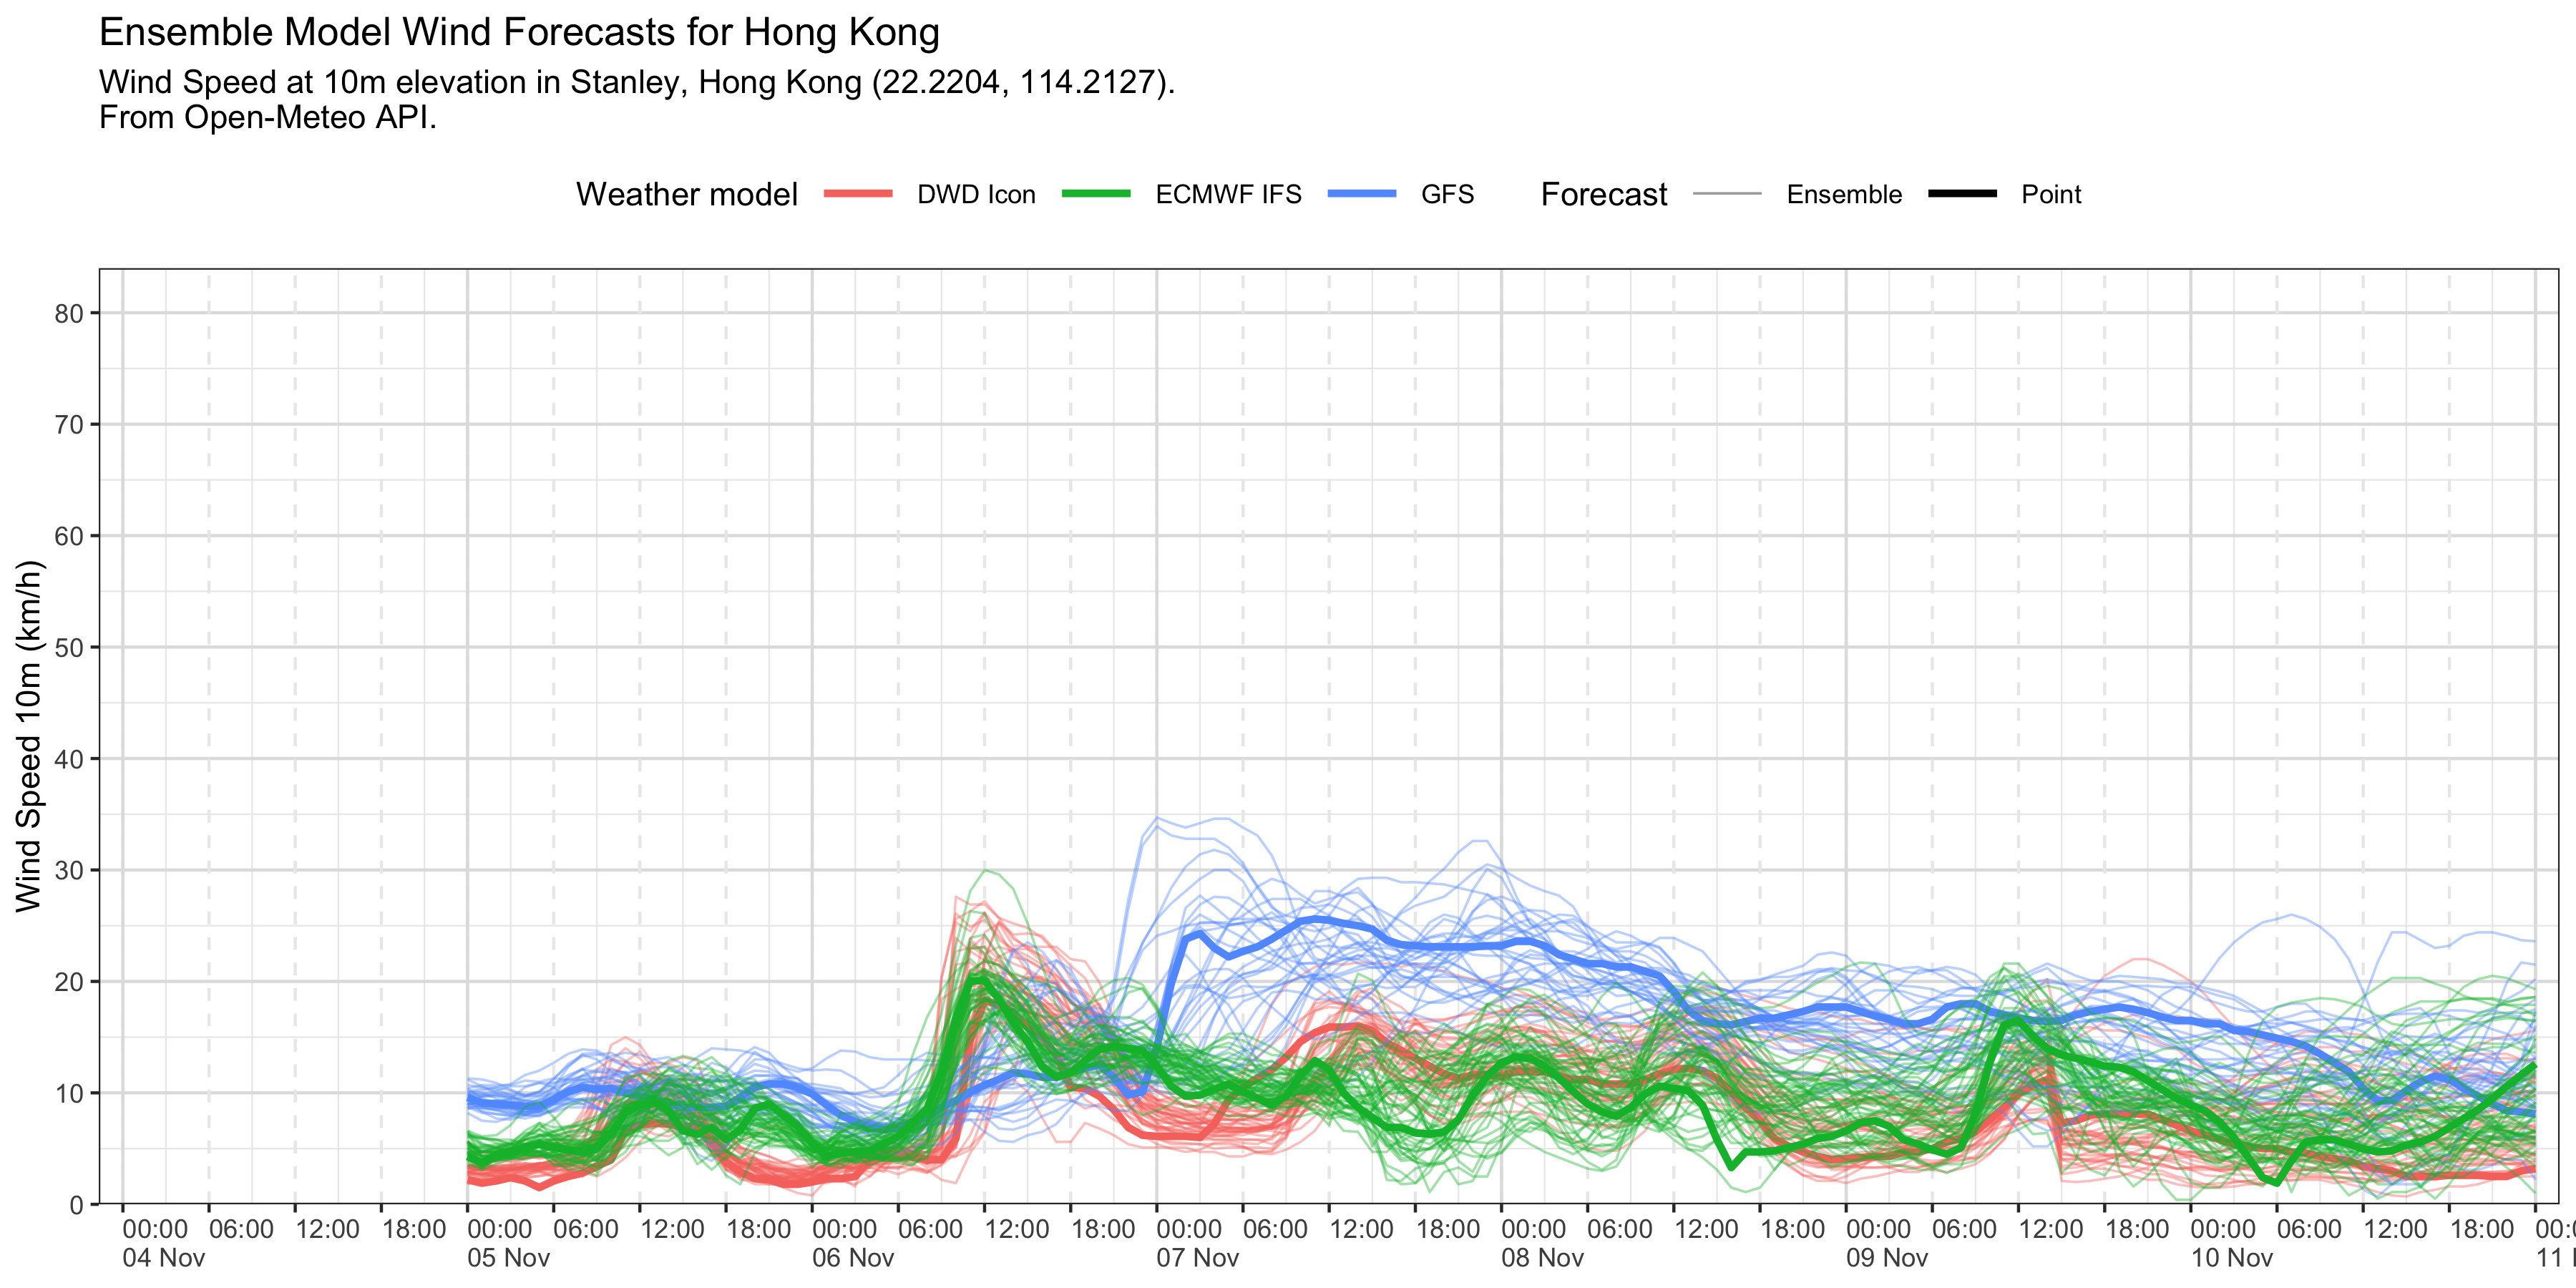 Ensemble Model Wind Forecasts for Hong Kong
Wind Speed at 10m elevation in Stanley, Hong Kong (22.2204, 114.2127).
From Open-Meteo API.
Weather model DWD Icon ECMWF IFS GFS Forecast Ensemble Point
Wind Speed 10m (km/h)
80
70
60
50
40
30
20
10
0
00:00 06:00 12:00 18:00 00:00 06:00 12:00 18:00 00:00 06:00 12:00 18:00 00:00 06:00 12:00 18:00 00:00 06:00 12:00 18:00 00:00 06:00 12:00 18:00 00:00 06:00 12:00 18:00
04 Nov 05 Nov 06 Nov 07 Nov 08 Nov 09 Nov 10 Nov 11